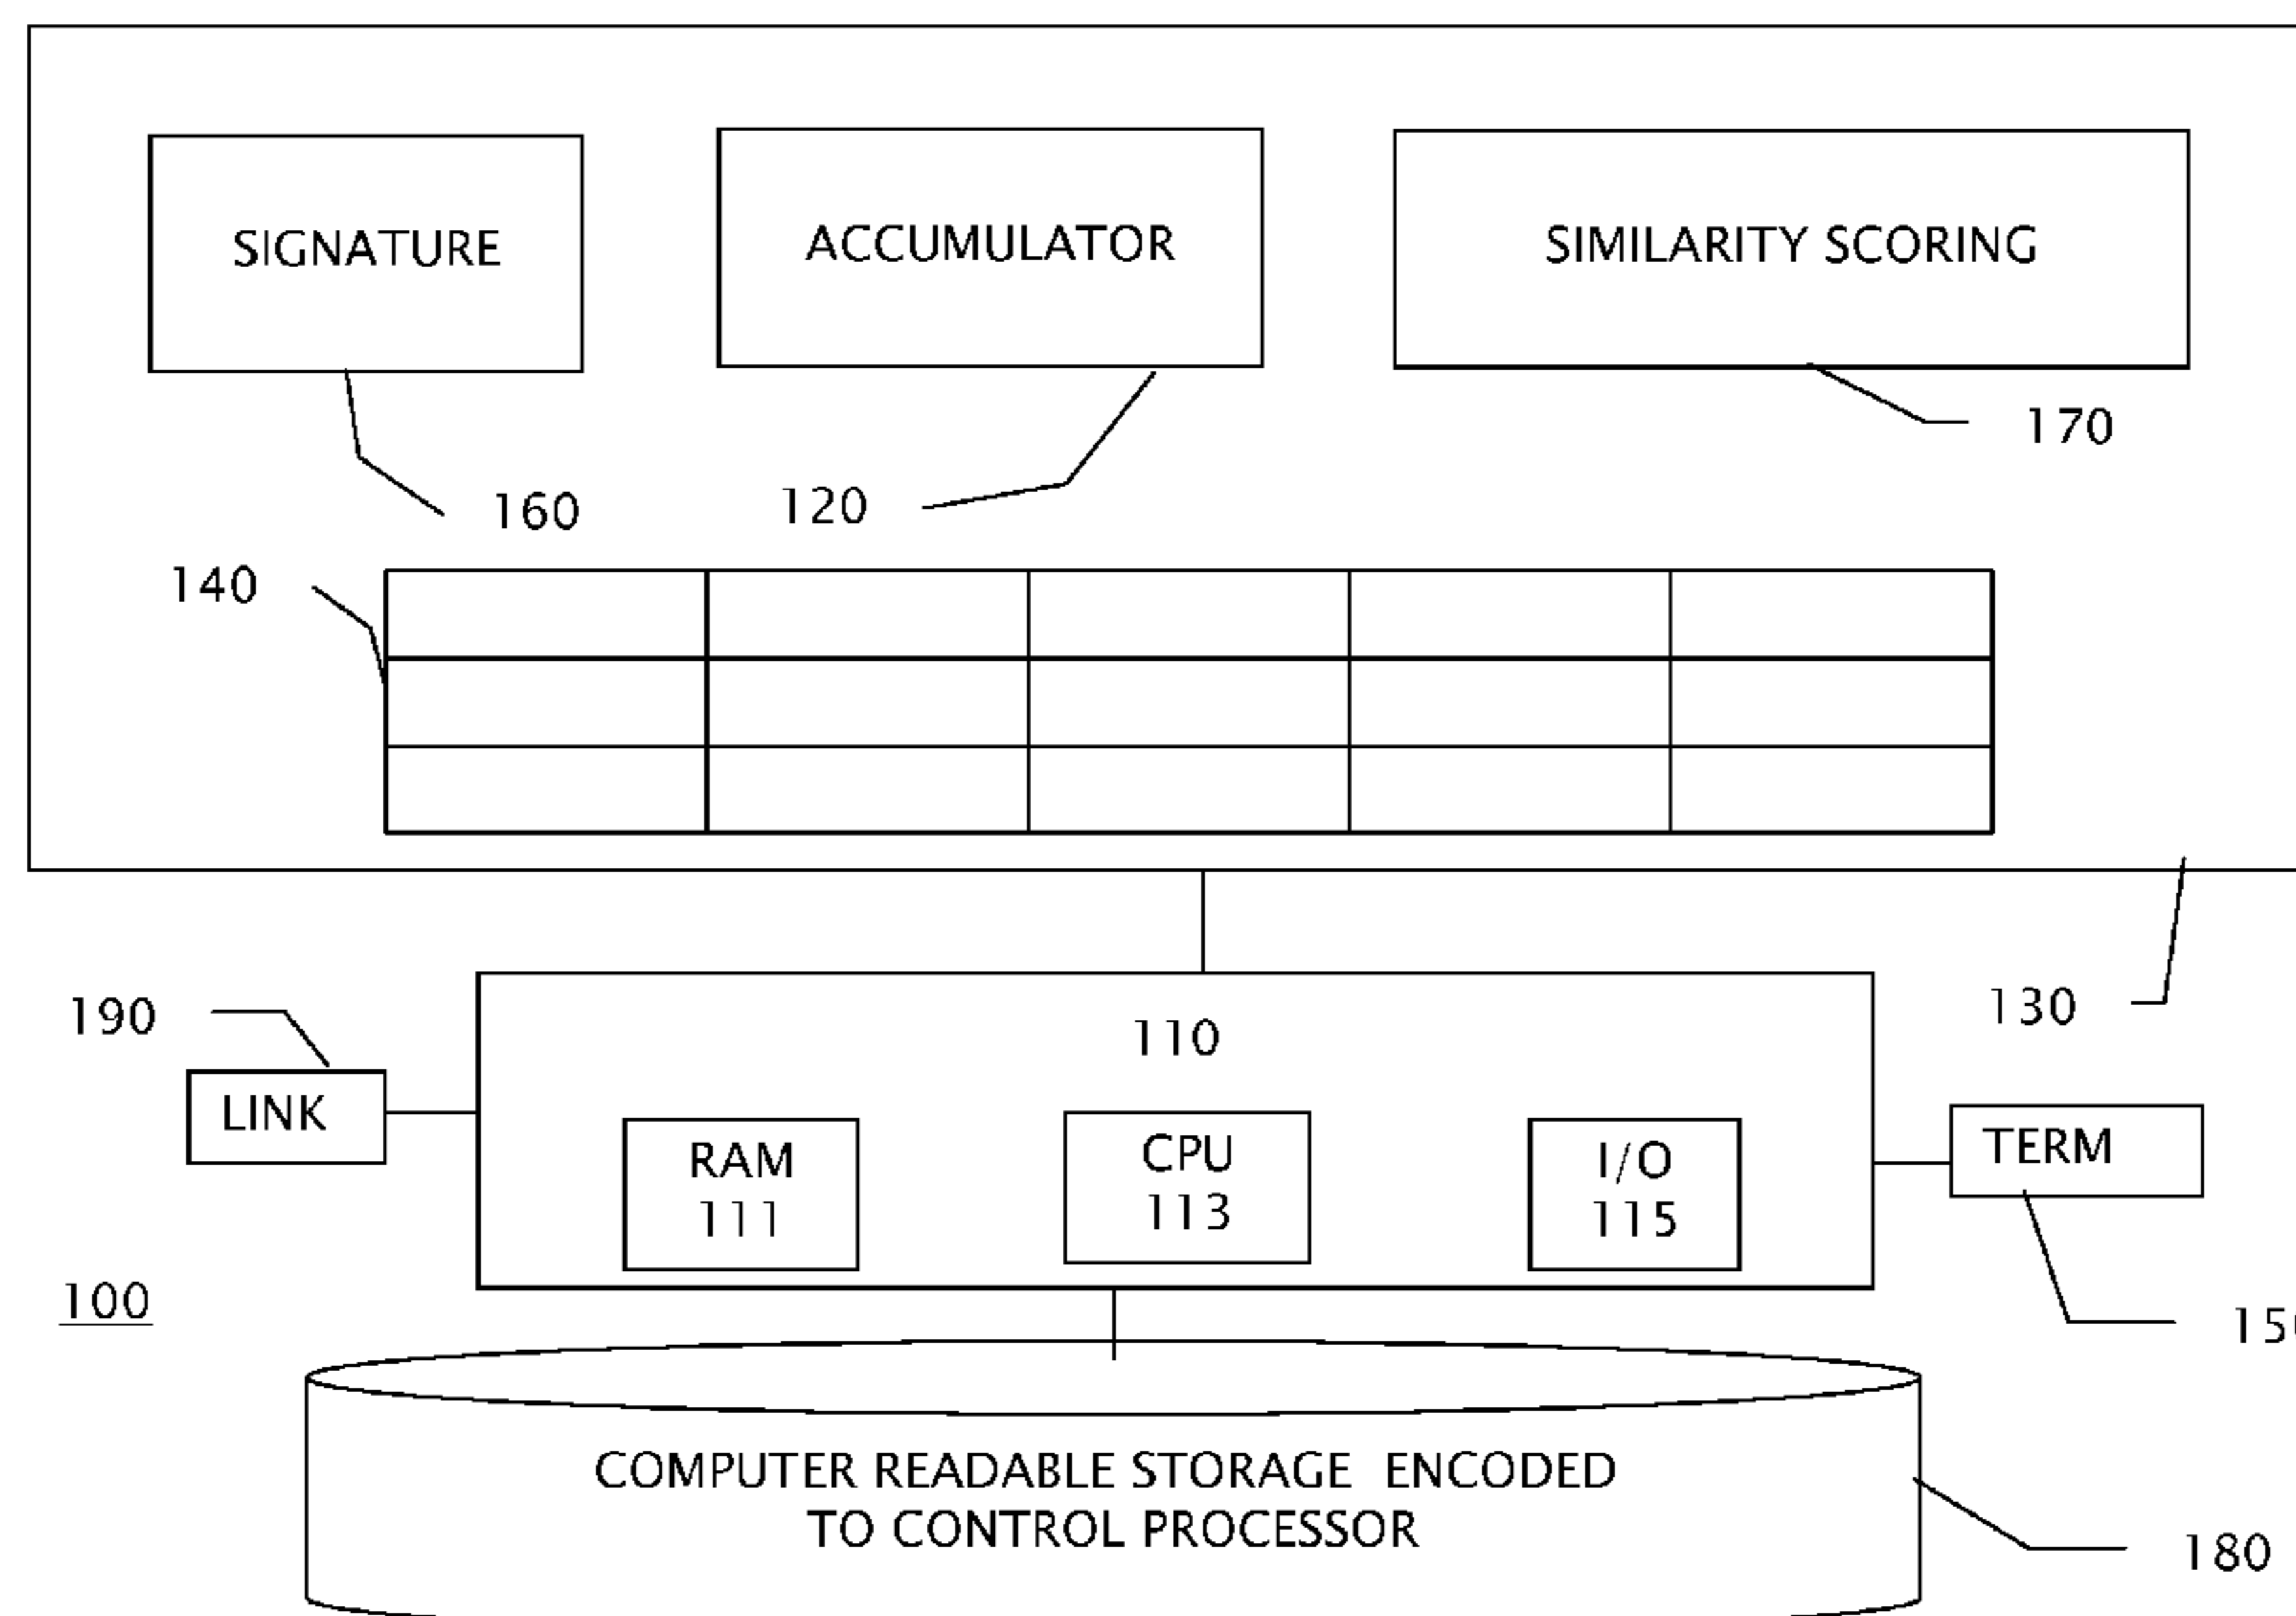 SIGNATURE
ACCUMULATOR
SIMILARITY SCORING
170
160
120
140
190
130
110
LINK
RAM
111
CPU
113
I/O
115
TERM
100
COMPUTER READABLE STORAGE ENCODED
TO CONTROL PROCESSOR
180